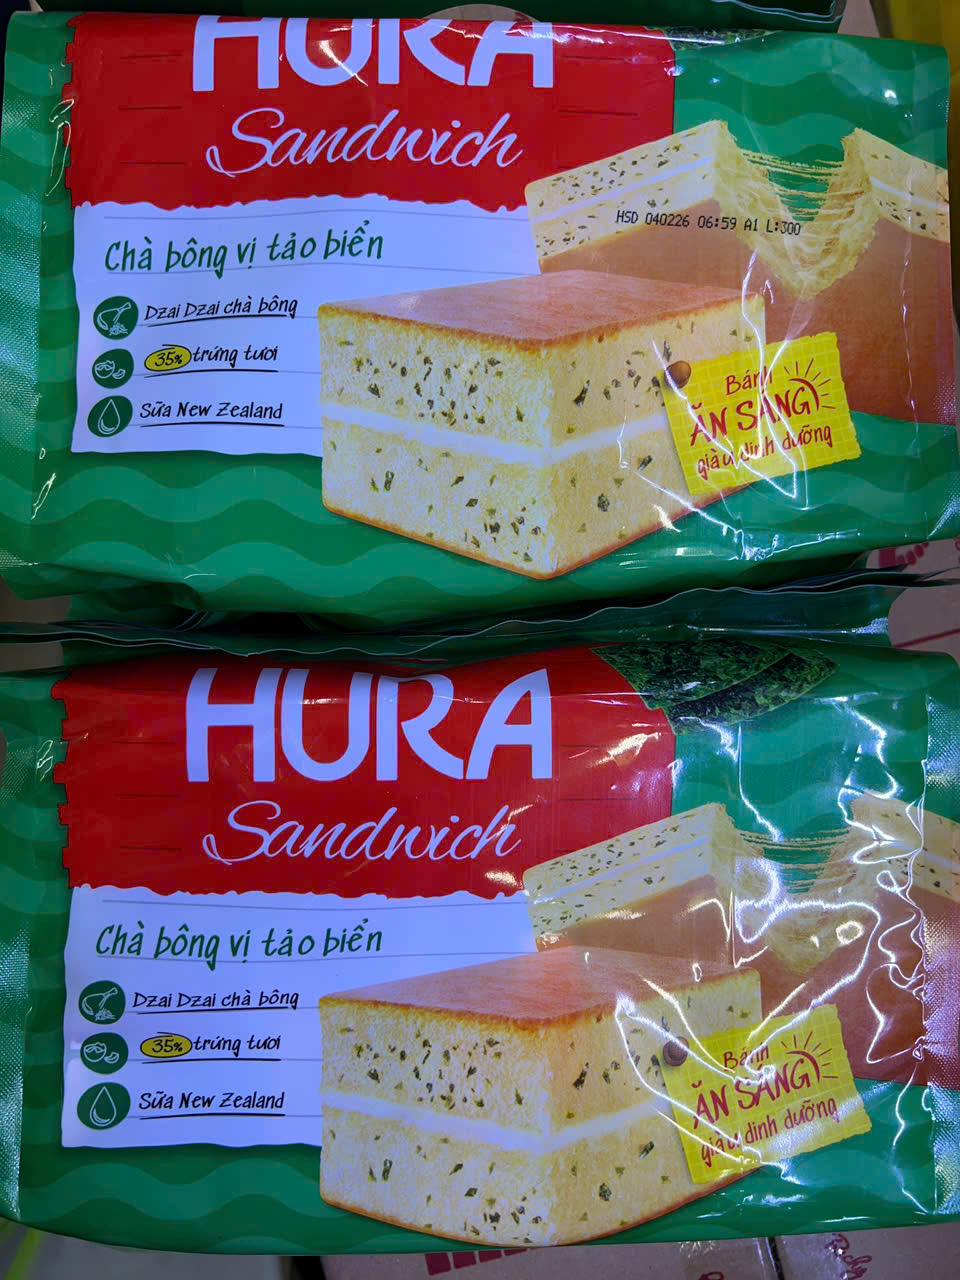 HURA
Sandwich
HSD 040226 06:59 A1 L:300
Chà bông vị tảo biển
Dzai Dzai chà bông
35% trứng tươi
Sữa New Zealand
Bánh
ĂN SÁNG
giàu dinh dưỡng
HURA
Sandwich
Chà bông vị tảo biển
Dzai Dzai chà bông
35% trứng tươi
Sữa New Zealand
Bánh
ĂN SÁNG
giàu dinh dưỡng